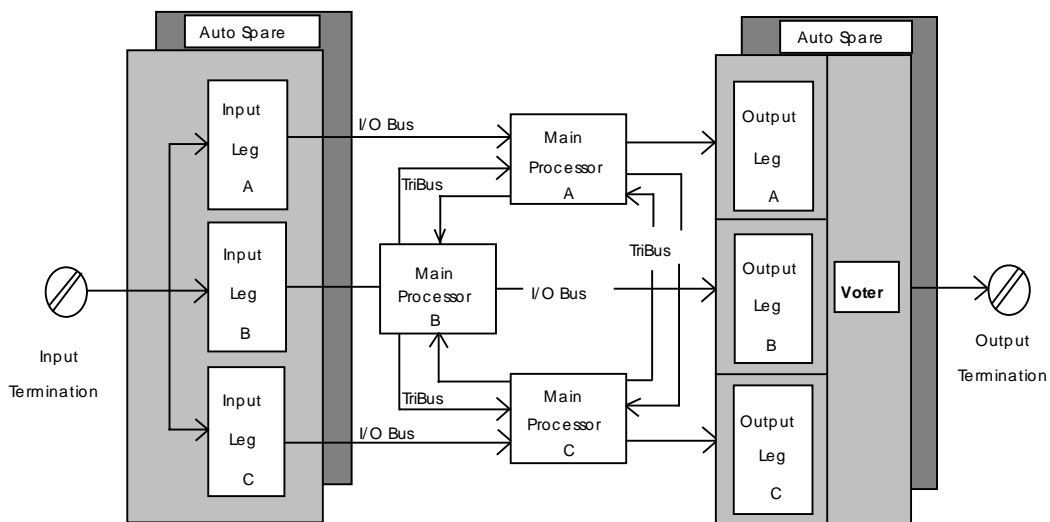 Auto Spare
Auto Spare
Input
Leg
A
I/O Bus
Main
Processor
A
Output
Leg
A
TriBus
Input
Leg
B
Main
Processor
B
I/O Bus
TriBus
Output
Leg
B
Voter
Input
Termination
Output
Termination
Input
Leg
C
TriBus
I/O Bus
Main
Processor
C
Output
Leg
C